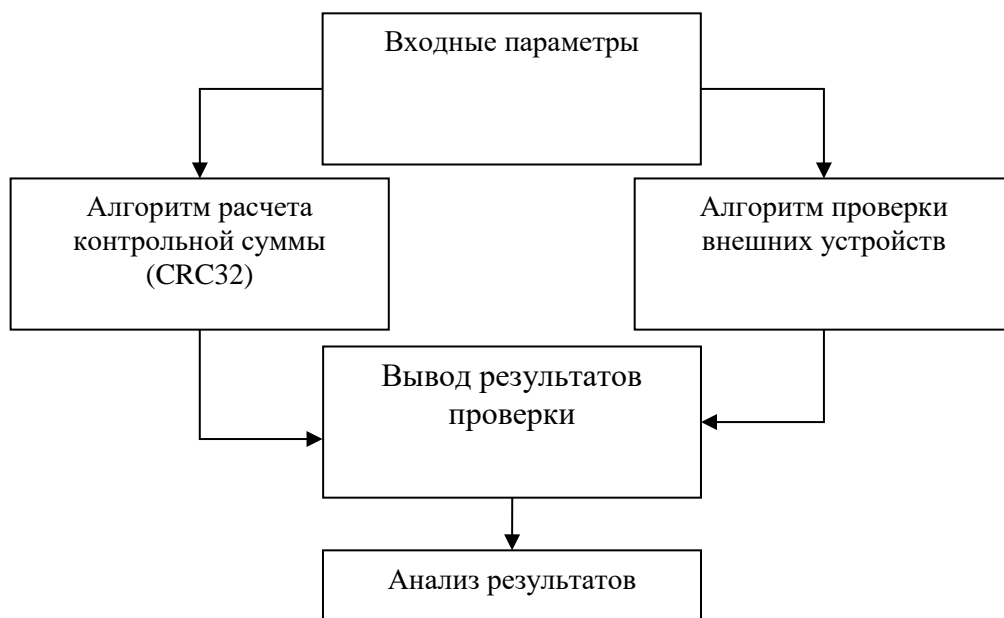 Входные параметры
Алгоритм расчета
контрольной суммы
(CRC32)
Алгоритм проверки
внешних устройств
Вывод результатов
проверки
Анализ результатов